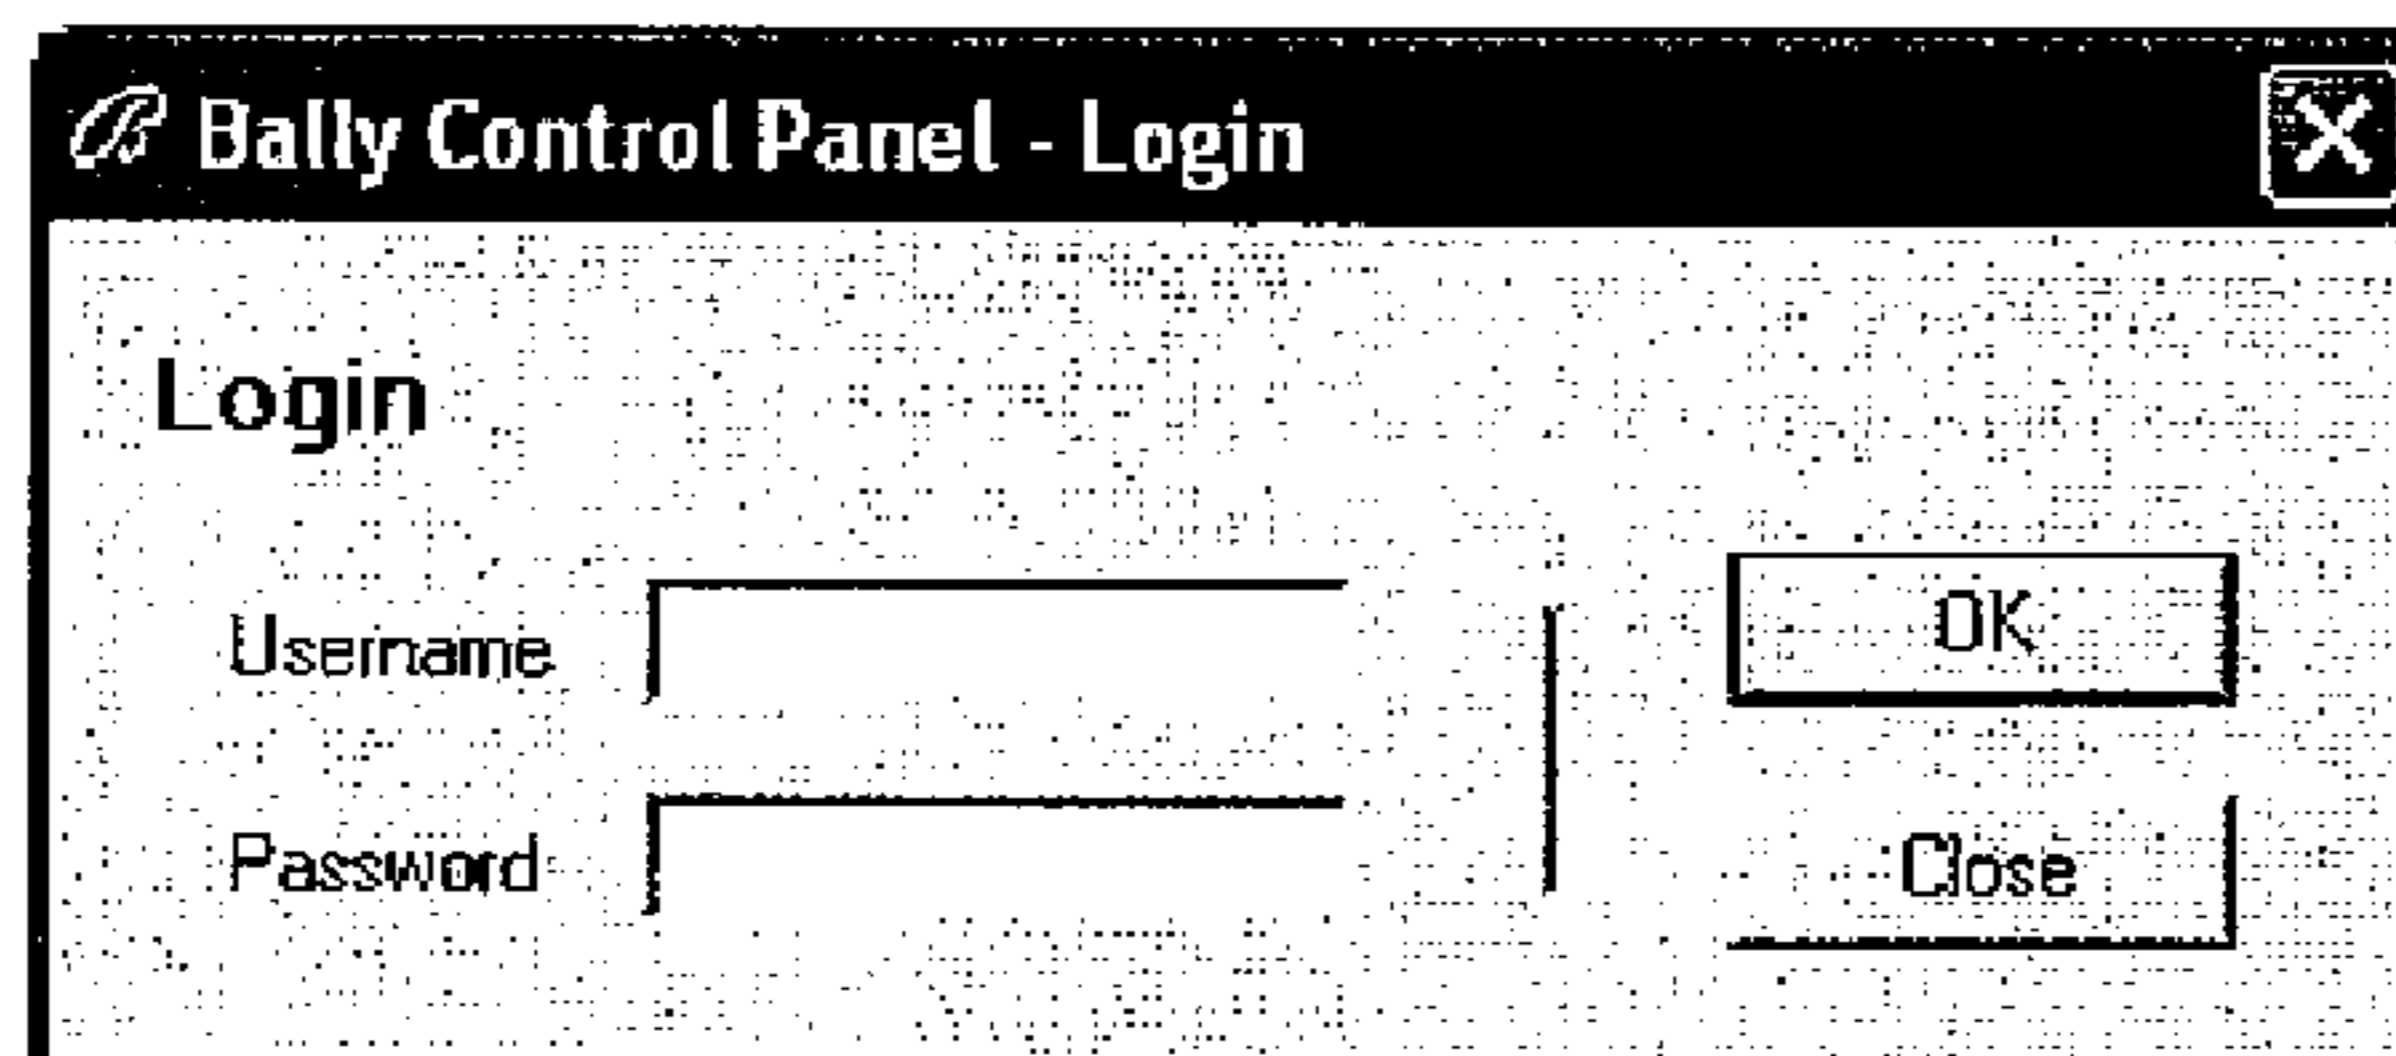 Bally Control Panel - Login
Login
Username
OK
Password
Close